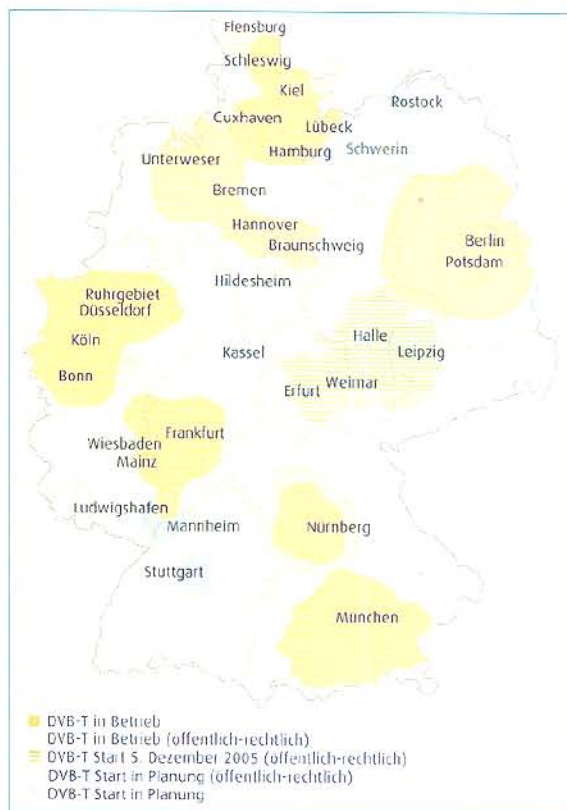 Flensburg
Schleswig
Kiel
Rostock
Cuxhaven
Lübeck
Hamburg
Schwerin
Unterweser
Bremen
Hannover
Braunschweig
Berlin
Potsdam
Hildesheim
Ruhrgebiet
Düsseldorf
Halle
Köln
Kassel
Leipzig
Bonn
Erfurt
Weimar
Frankfurt
Wiesbaden
Mainz
Ludwigshafen
Mannheim
Nürnberg
Stuttgart
München
DVB-T in Betrieb
DVB-T in Betrieb (öffentlich-rechtlich)
DVB-T Start 5. Dezember 2005 (öffentlich-rechtlich)
DVB-T Start in Planung (öffentlich-rechtlich)
DVB-T Start in Planung